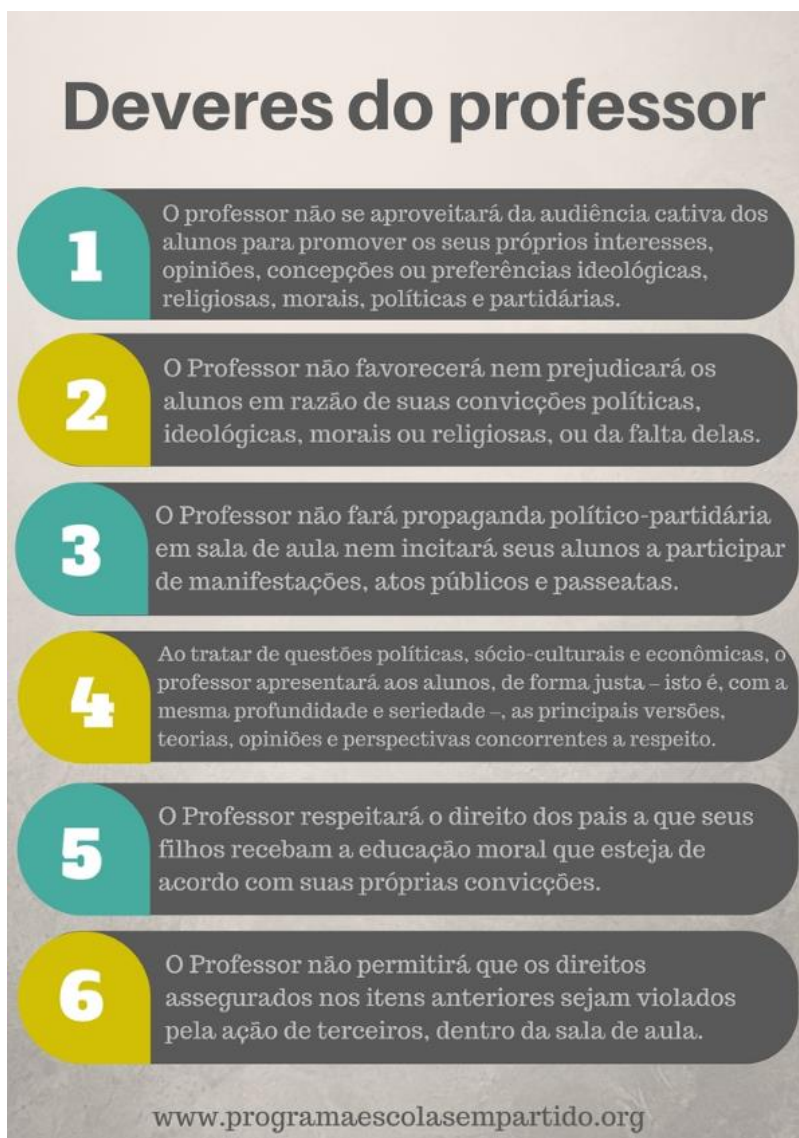 Deveres do professor
1
O professor não se aproveitará da audiência cativa dos
alunos para promover os seus próprios interesses,
opiniões, concepções ou preferências ideológicas,
religiosas, morais, políticas e partidárias.
2
O Professor não favorecerá nem prejudicará os
alunos em razão de suas convicções políticas,
ideológicas, morais ou religiosas, ou da falta delas.
3
O Professor não fará propaganda político-partidária
em sala de aula nem incitará seus alunos a participar
de manifestações, atos públicos e passeatas.
4
Ao tratar de questões políticas, sócio-culturais e econômicas, o
professor apresentará aos alunos, de forma justa – isto é, com a
mesma profundidade e seriedade –, as principais versões,
teorias, opiniões e perspectivas concorrentes a respeito.
5
O Professor respeitará o direito dos pais a que seus
filhos recebam a educação moral que esteja de
acordo com suas próprias convicções.
6
O Professor não permitirá que os direitos
assegurados nos itens anteriores sejam violados
pela ação de terceiros, dentro da sala de aula.
www.programaescolasempartido.org